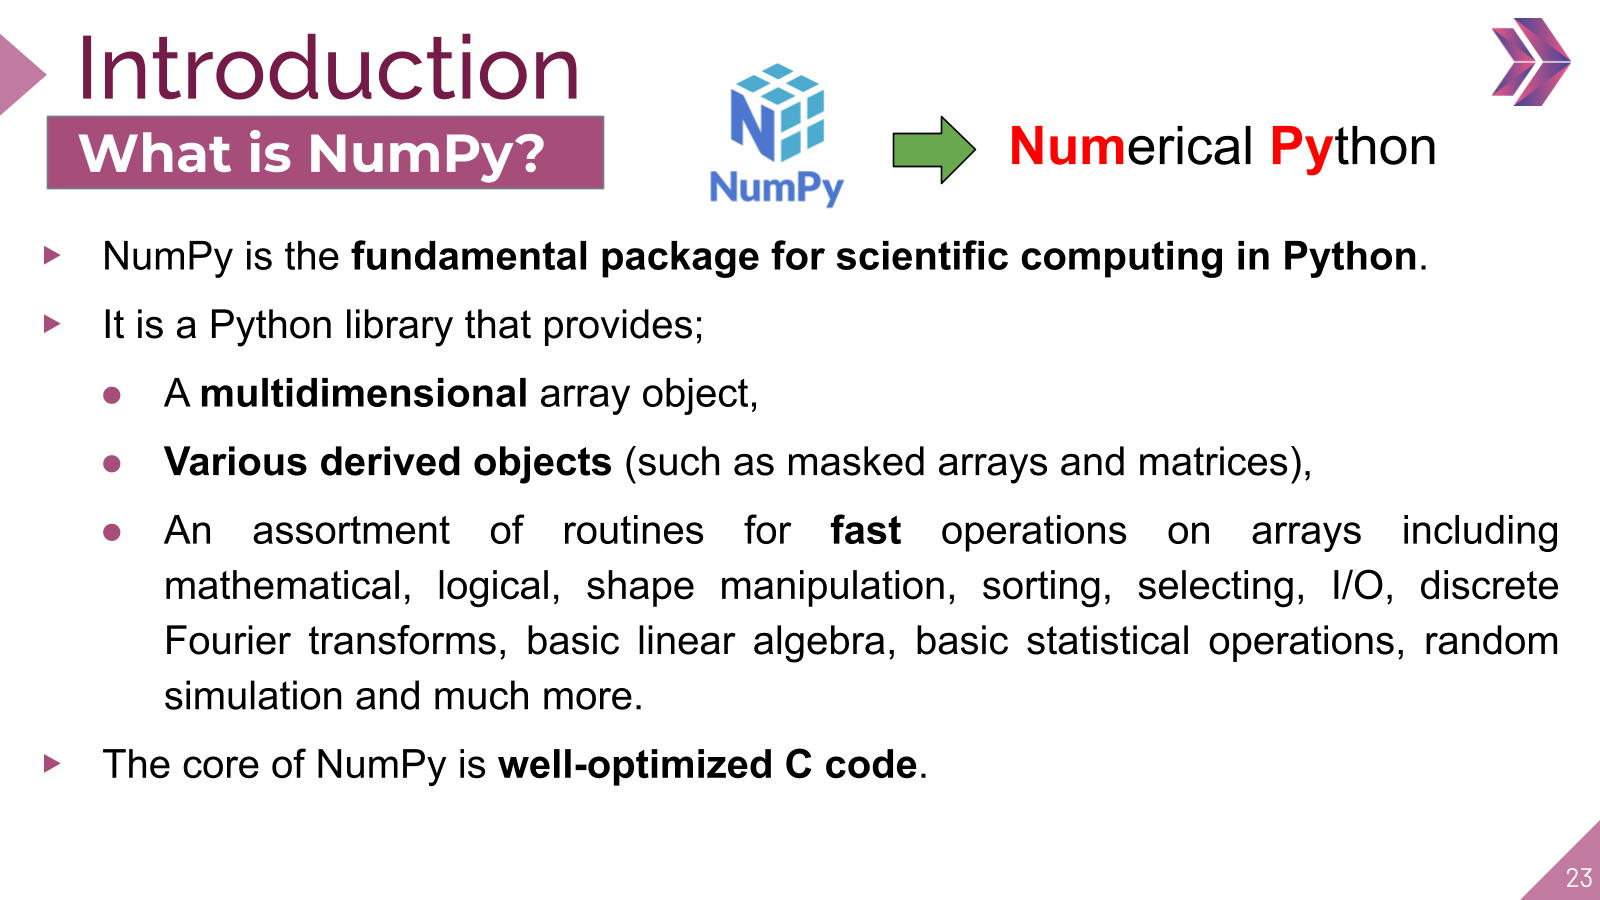 Introduction
What is NumPy?
NumPy
Numerical Python
NumPy is the fundamental package for scientific computing in Python.
It is a Python library that provides;
A multidimensional array object,
Various derived objects (such as masked arrays and matrices),
An assortment of routines for fast operations on arrays including
mathematical, logical, shape manipulation, sorting, selecting, I/O, discrete
Fourier transforms, basic linear algebra, basic statistical operations, random
simulation and much more.
The core of NumPy is well-optimized C code.
23